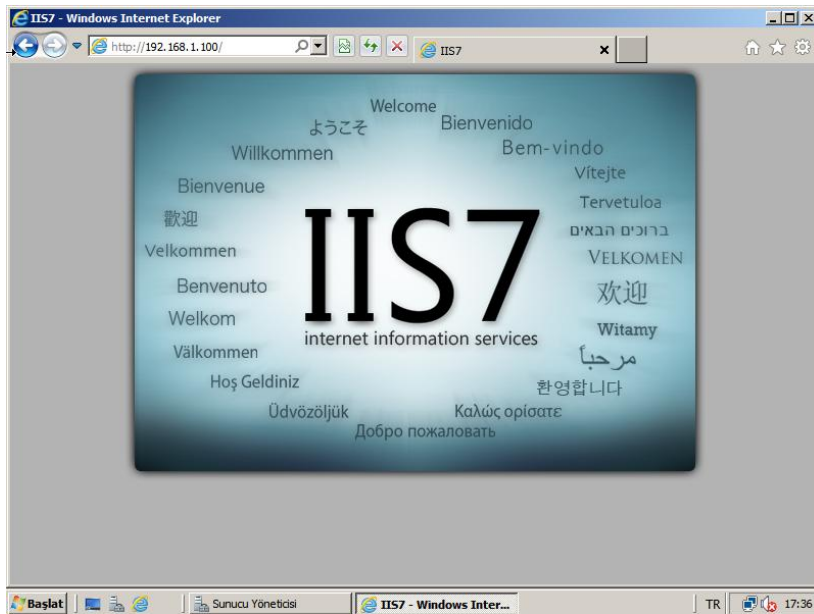 IIS7 - Windows Internet Explorer
http://192.168.1.100/
IIS7
Welcome
ようこそ
Bienvenido
Willkommen
Bem-vindo
Vítejte
Bienvenue
Tervetuloa
歡迎
ברוכים הבאים
Velkommen
VELKOMEN
Benvenuto
欢迎
Welkom
IIS7
internet information services
Witamy
Välkommen
مرحباً
Hoş Geldiniz
환영합니다
Üdvözöljük
Καλώς ορίσατε
Добро пожаловать
Başlat
Sunucu Yöneticisi
IIS7 - Windows Inter...
TR
17:36